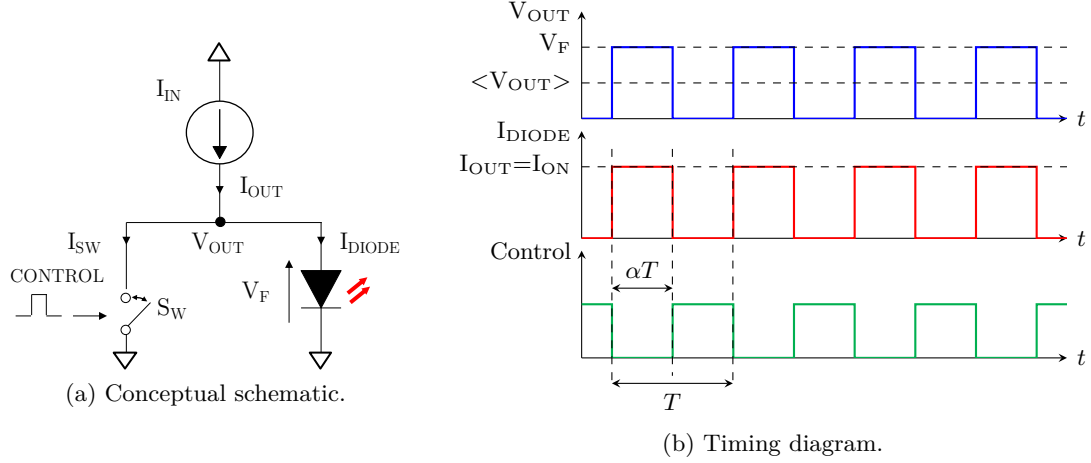 I_IN
I_OUT
I_SW
V_OUT
I_DIODE
CONTROL
S_W
V_F
(a) Conceptual schematic.
V_OUT
V_F
<V_OUT>
t
I_DIODE
I_OUT=I_ON
t
Control
αT
t
T
(b) Timing diagram.